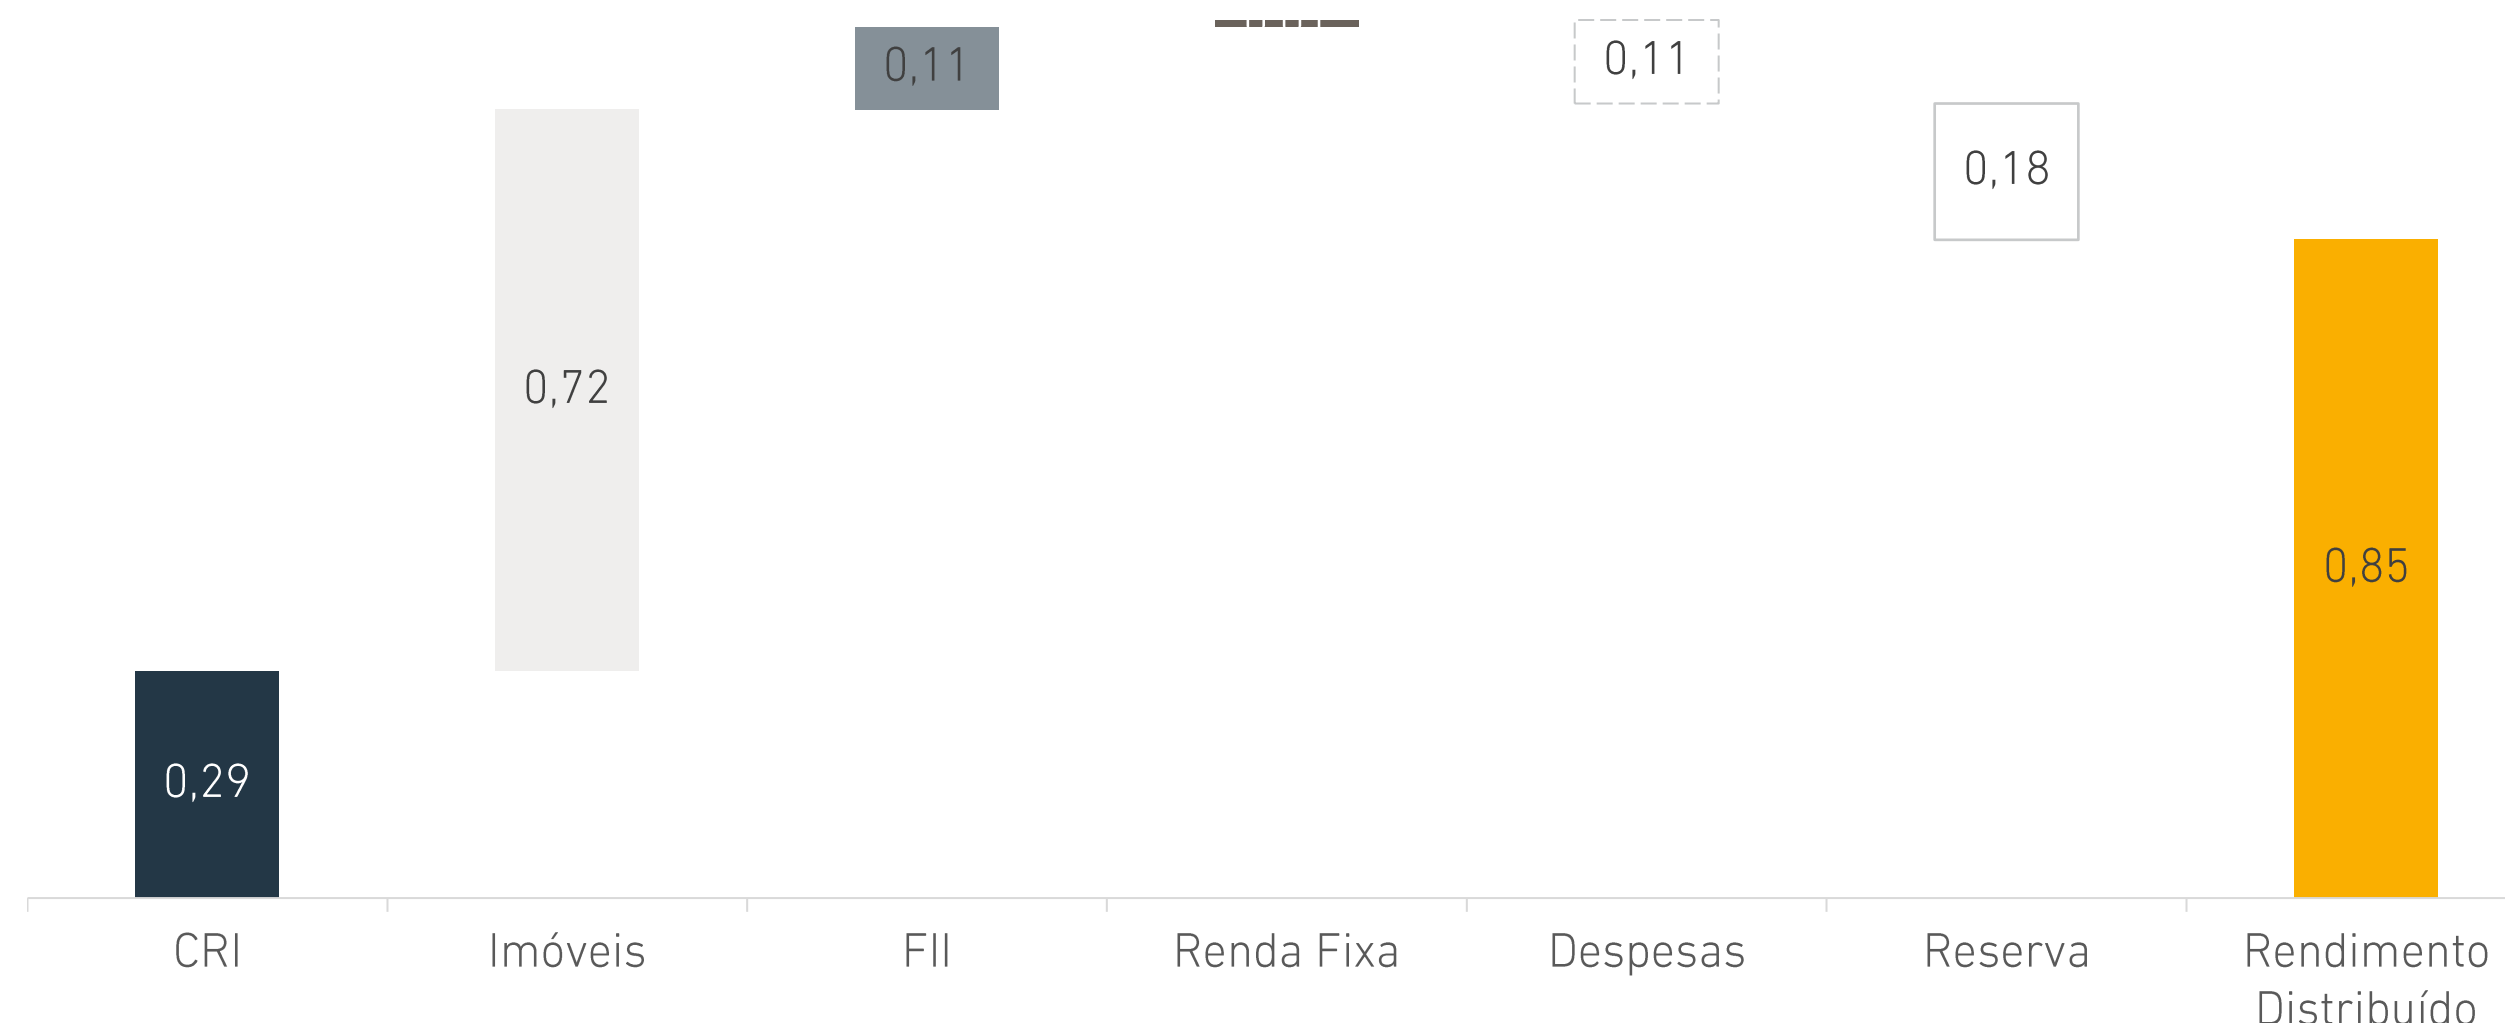 0,11
0,11
0,18
0,72
0,85
0,29
CRI
Imóveis
FII
Renda Fixa
Despesas
Reserva
Rendimento
Distribuído